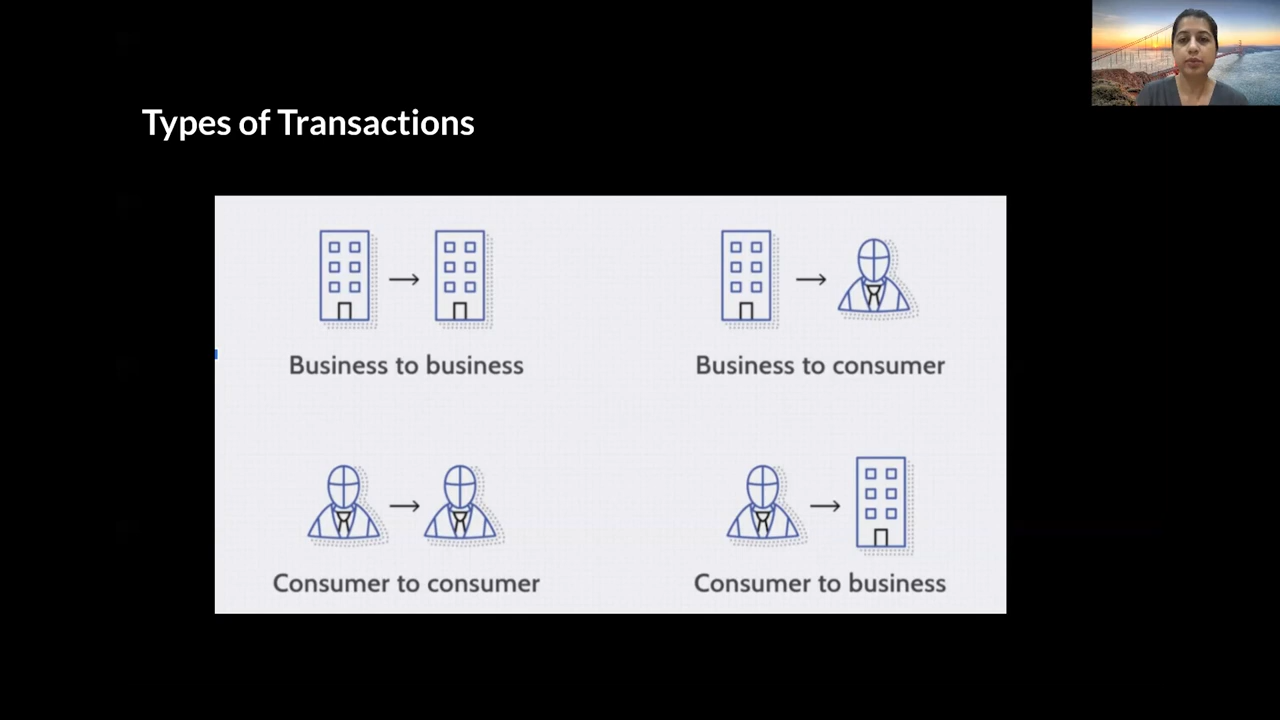 Types of Transactions
Business to business
Business to consumer
Consumer to consumer
Consumer to business